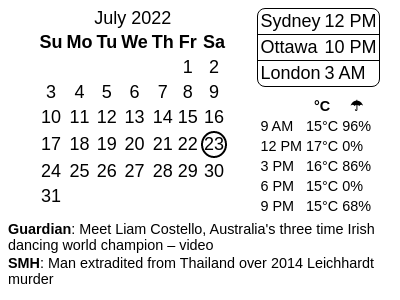 July 2022
Su Mo Tu We Th Fr Sa
1 2
3 4 5 6 7 8 9
10 11 12 13 14 15 16
17 18 19 20 21 22 23
24 25 26 27 28 29 30
31
Sydney 12 PM
Ottawa 10 PM
London 3 AM
°C ☂
9 AM 15°C 96%
12 PM 17°C 0%
3 PM 16°C 86%
6 PM 15°C 0%
9 PM 15°C 68%
Guardian: Meet Liam Costello, Australia's three time Irish
dancing world champion – video
SMH: Man extradited from Thailand over 2014 Leichhardt
murder